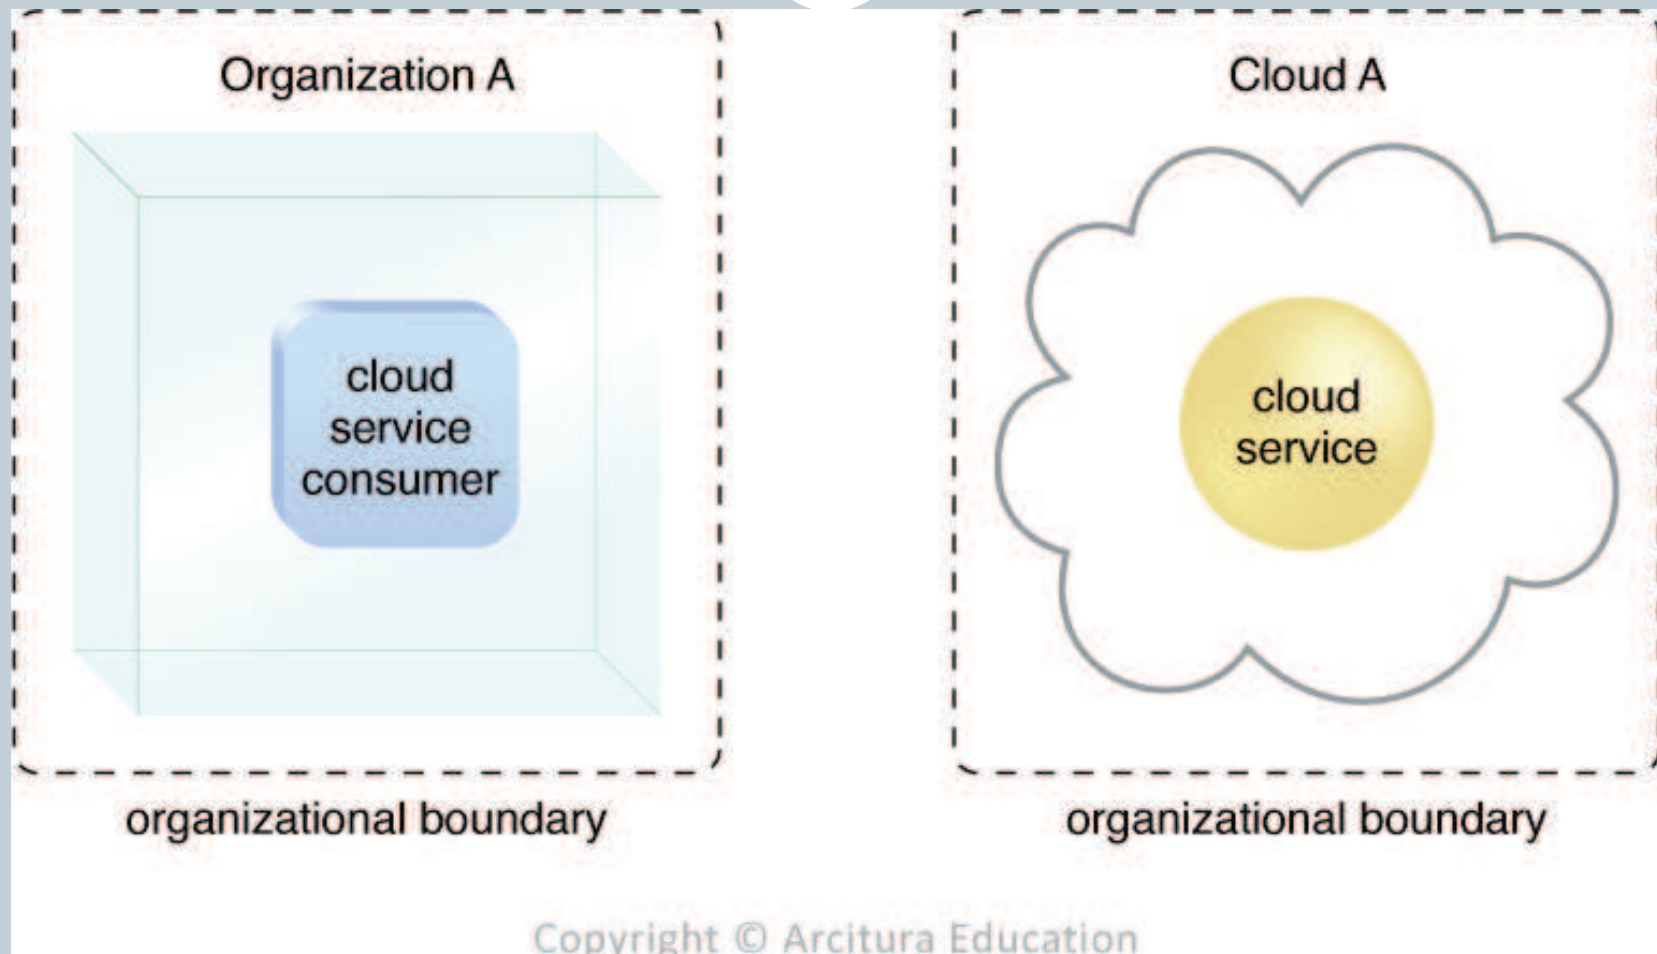 Organization A
cloud
service
consumer
organizational boundary
Cloud A
cloud
service
organizational boundary
Copyright © Arcitura Education